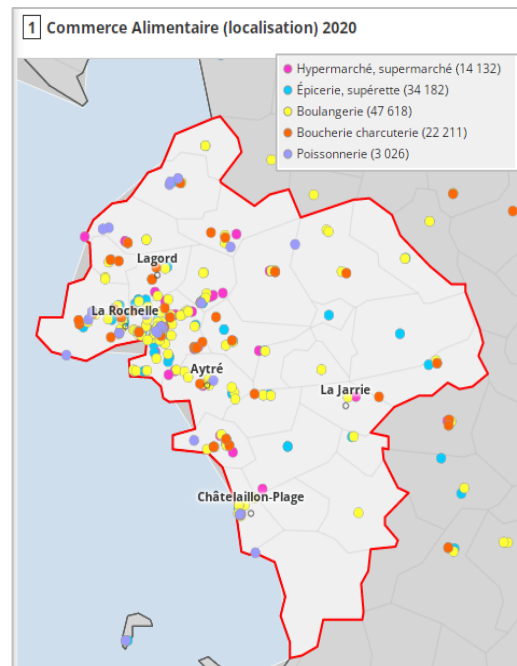 1 Commerce Alimentaire (localisation) 2020
Hypermarché, supermarché (14 132)
Épicerie, supérette (34 182)
Boulangerie (47 618)
Boucherie charcuterie (22 211)
Poissonnerie (3 026)
Lagord
La Rochelle
Aytré
La Jarrie
Châtelaillon-Plage